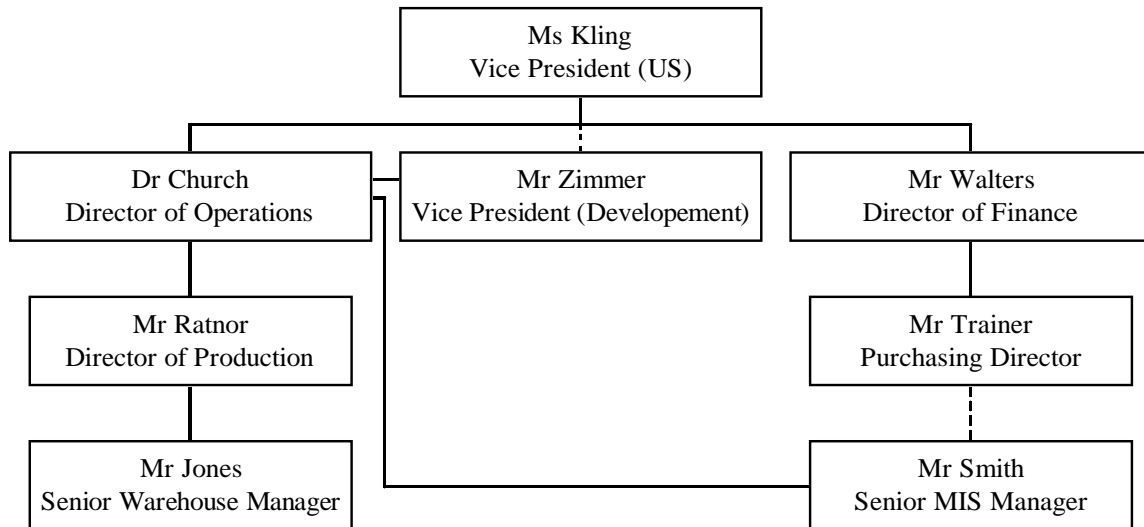 Ms Kling
Vice President (US)
Dr Church
Director of Operations
Mr Zimmer
Vice President (Developement)
Mr Walters
Director of Finance
Mr Ratnor
Director of Production
Mr Trainer
Purchasing Director
Mr Jones
Senior Warehouse Manager
Mr Smith
Senior MIS Manager